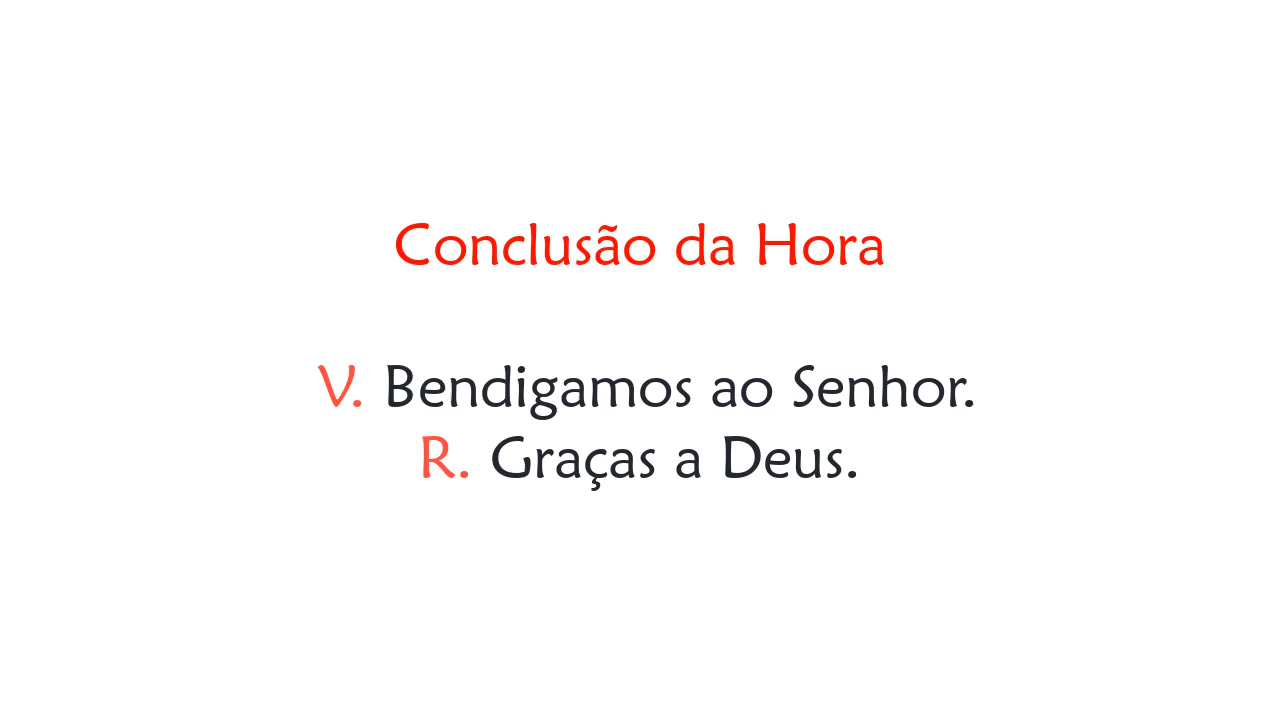 Conclusão da Hora
V. Bendigamos ao Senhor.
R. Graças a Deus.